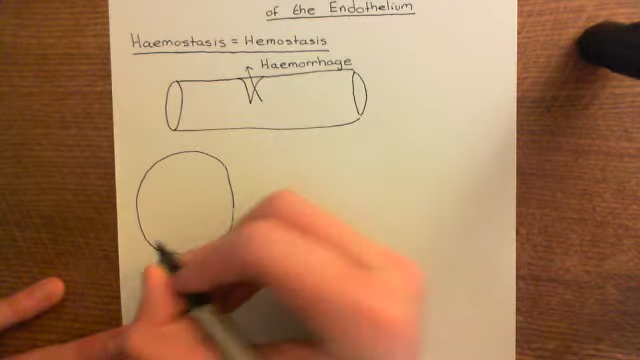 of the Endothelium
Haemostasis = Hemostasis
Haemorrhage